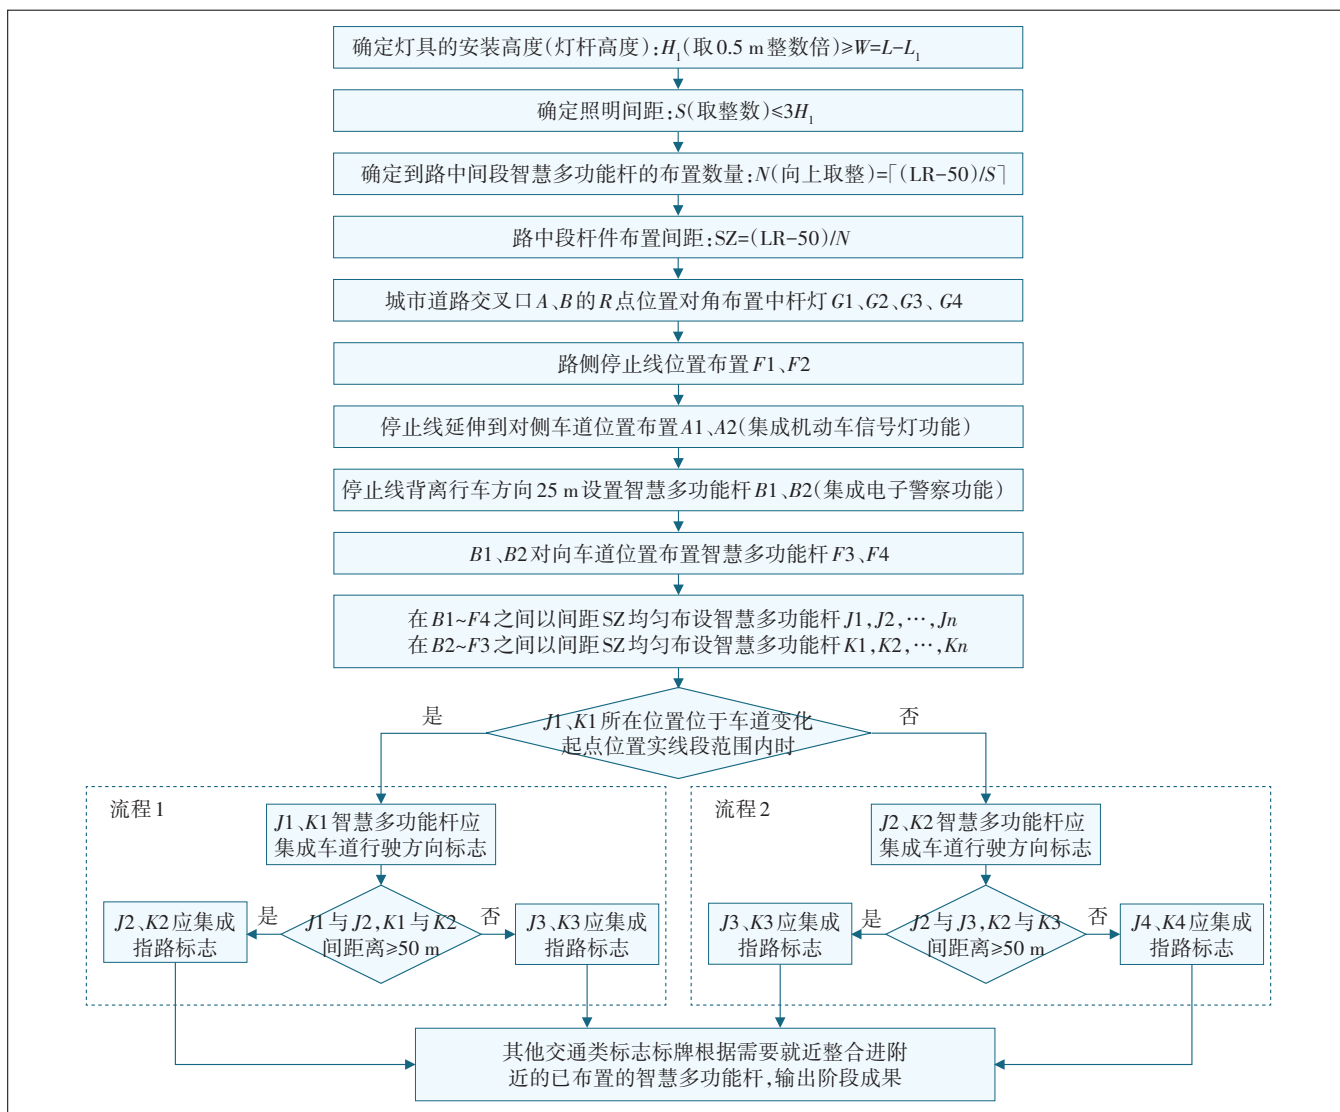 确定灯具的安装高度(灯杆高度):H₁(取0.5 m整数�)≥W=L-L₁
确定照明间距:S(取整数)≤3H₁
确定到路中间段智慧多功能杆的布置数量:N(向上取整)=⌈(LR-50)/S⌉
路中段杆件布置间距:SZ=(LR-50)/N
城市道路交叉口A、B的R点位置对角布置中杆灯G1、G2、G3、G4
路侧停止线位置布置F1、F2
停止线延伸到对侧车道位置布置A1、A2(集成机动车信号灯功能)
停止线背离行车方向25 m设置智慧多功能杆B1、B2(集成电子警察功能)
B1、B2对向车道位置布置智慧多功能杆F3、F4
在B1~F4之间以间距SZ均匀布设智慧多功能杆J1,J2,…,Jn
在B2~F3之间以间距SZ均匀布设智慧多功能杆K1,K2,…,Kn
是
J1、K1所在位置位于车道变化
起点位置实线段范围内时
否
流程1
J1、K1智慧多功能杆应
集成车道行驶方向标志
J2、K2应集成
指路标志
是
J1与J2,K1与K2
间距离≥50 m
否
J3、K3应集成
指路标志
流程2
J2、K2智慧多功能杆应
集成车道行驶方向标志
J3、K3应集成
指路标志
是
J2与J3,K2与K3
间距离≥50 m
否
J4、K4应集成
指路标志
其他交通类标志标牌根据需要就近整合进附
近的已布置的智慧多功能杆,输出阶段成果